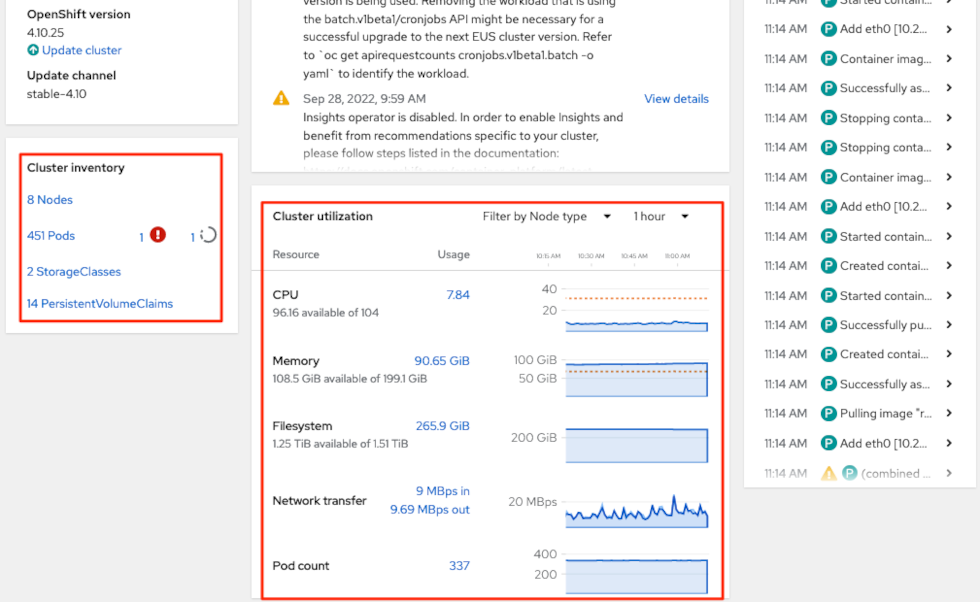 OpenShift version
4.10.25
Update cluster
Update channel
stable-4.10
Cluster inventory
8 Nodes
451 Pods 1 1
2 StorageClasses
14 PersistentVolumeClaims
version is being used. Removing the workload that is using
the batch.v1beta1/cronjobs API might be necessary for a
successful upgrade to the next EUS cluster version. Refer
to `oc get apirequestcounts cronjobs.v1beta1.batch -o
yaml` to identify the workload.
Sep 28, 2022, 9:59 AM View details
Insights operator is disabled. In order to enable Insights and
benefit from recommendations specific to your cluster,
please follow steps listed in the documentation:
Cluster utilization Filter by Node type 1 hour
Resource Usage 10:15 AM 10:30 AM 10:45 AM 11:00 AM
CPU 7.84 40
96.16 available of 104 20
Memory 90.65 GiB 100 GiB
108.5 GiB available of 199.1 GiB 50 GiB
Filesystem 265.9 GiB
1.25 TiB available of 1.51 TiB 200 GiB
Network transfer 9 MBps in 20 MBps
9.69 MBps out
Pod count 337 400
200
11:14 AM P Started contain...
11:14 AM P Add eth0 [10.2...
11:14 AM P Container imag...
11:14 AM P Successfully as...
11:14 AM P Stopping conta...
11:14 AM P Stopping conta...
11:14 AM P Container imag...
11:14 AM P Add eth0 [10.2...
11:14 AM P Started contain...
11:14 AM P Created contai...
11:14 AM P Started contain...
11:14 AM P Successfully pu...
11:14 AM P Created contai...
11:14 AM P Successfully as...
11:14 AM P Pulling image "r...
11:14 AM P Add eth0 [10.2...
11:14 AM P (combined ...